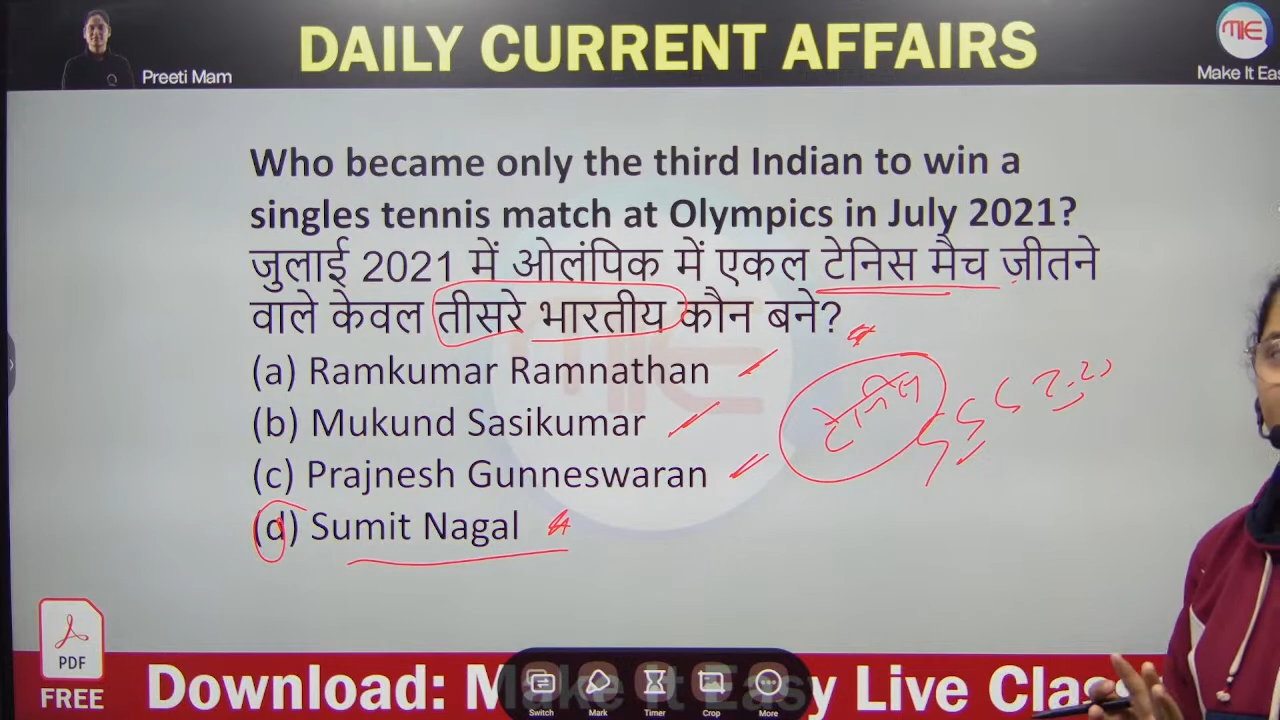 DAILY CURRENT AFFAIRS
Preeti Mam
MIE
Make It Eas
Who became only the third Indian to win a
singles tennis match at Olympics in July 2021?
जुलाई 2021 में ओलंपिक में एकल टेनिस मैच जीतने
वाले केवल तीसरे भारतीय कौन बने?
(a) Ramkumar Ramnathan
(b) Mukund Sasikumar
(c) Prajnesh Gunneswaran
(d) Sumit Nagal
टेनिस
PDF
FREE
Download: M
y Live Clas
Switch
Mark
Timer
Crop
More